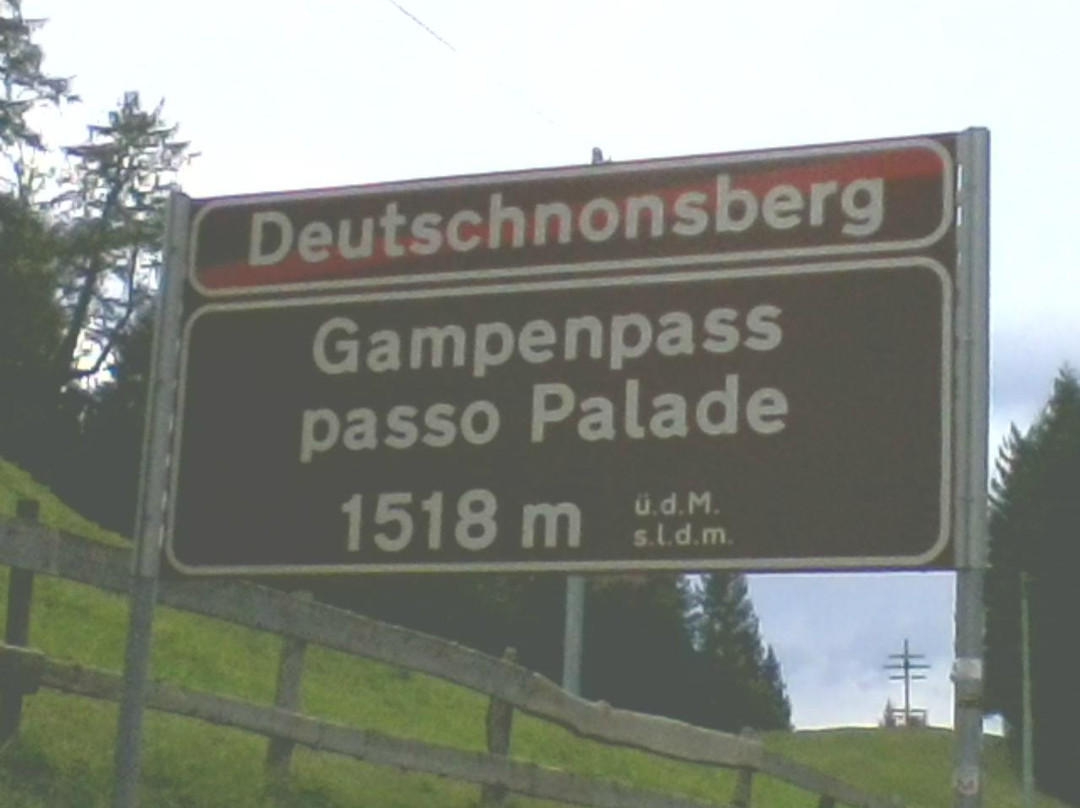 Deutschnonsberg
Gampenpass
passo Palade
1518 m ü.d.M.
s.l.d.m.